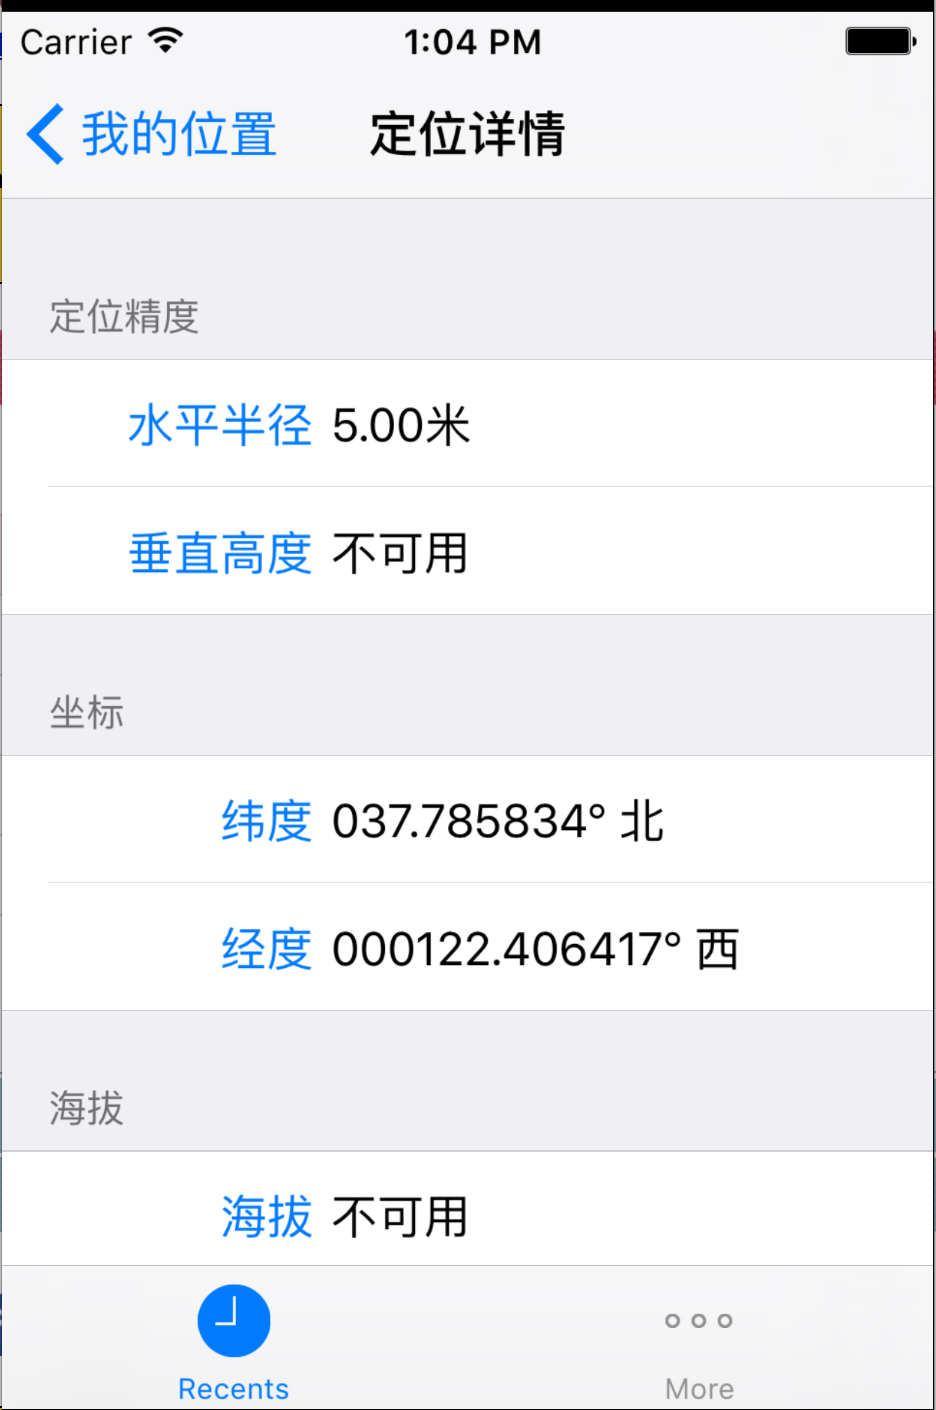 Carrier 1:04 PM
我的位置 定位详情
定位精度
水平半径 5.00米
垂直高度 不可用
坐标
纬度 037.785834° 北
经度 000122.406417° 西
海拔
海拔 不可用
Recents More